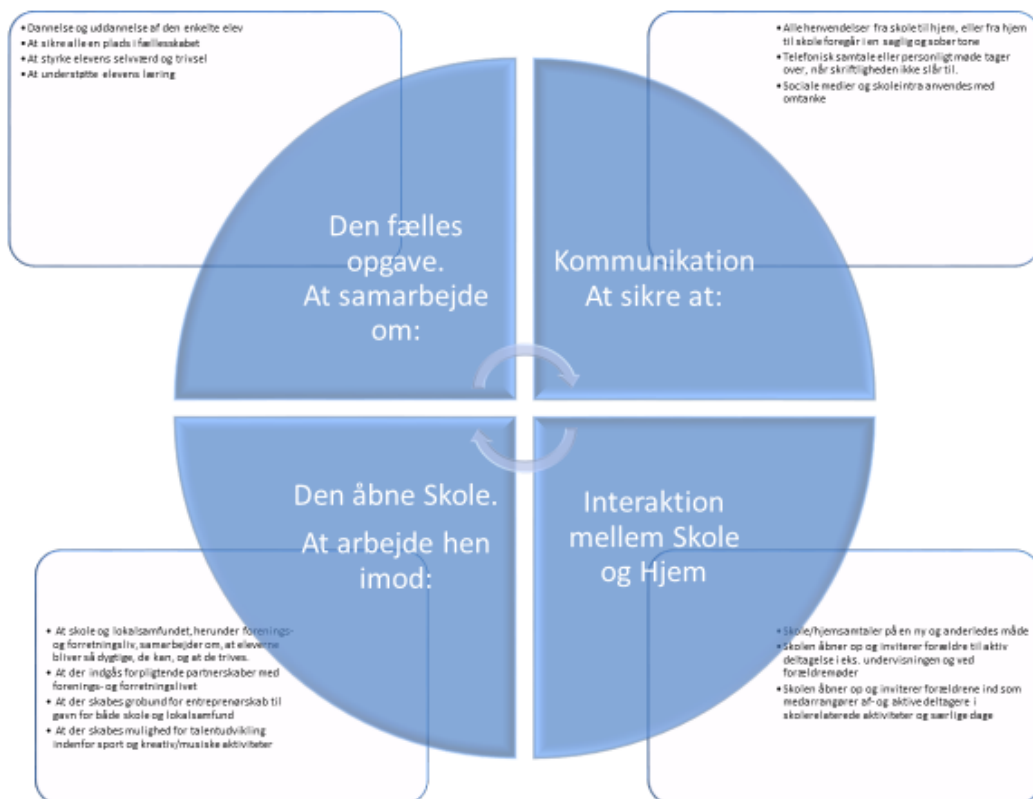 • Dannelse og uddannelse af den enkelte elev
• At sikre alle en plads i fællesskabet
• At styrke elevens selvværd og trivsel
• At understøtte elevens læring
• Alle henvendelser fra skole til hjem, eller fra hjem
til skole foregår i en saglig og sober tone
• Telefonisk samtale eller personligt møde tager
over, når skriftligheden ikke slår til.
• Sociale medier og skoleintra anvendes med
omtanke
Den fælles
opgave.
At samarbejde
om:
Kommunikation
At sikre at:
Den åbne Skole.
At arbejde hen
imod:
Interaktion
mellem Skole
og Hjem
• At skole og lokalsamfundet, herunder forenings-
og forretningsliv, samarbejder om, at eleverne
bliver så dygtige, de kan, og at de trives.
• At der indgås forpligtende partnerskaber med
forenings- og forretningslivet
• At der skabes grobund for entreprenørskab til
gavn for både skole og lokalsamfund
• At der skabes mulighed for talentudvikling
indenfor sport og kreativ/musiske aktiviteter
• Skole/hjemsamtaler på en ny og anderledes måde
• Skolen åbner op og inviterer forældre til aktiv
deltagelse i eks. undervisningen og ved
forældremøder
• Skolen åbner op og inviterer forældrene ind som
medarrangører af- og aktive deltagere i
skolerelaterede aktiviteter og særlige dage